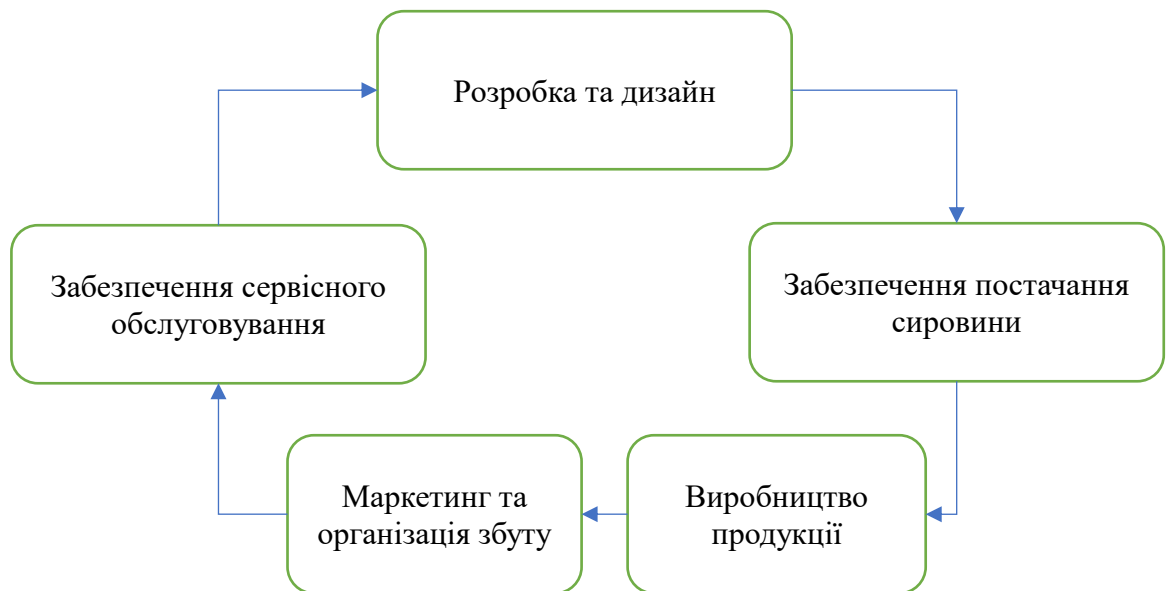 Розробка та дизайн
Забезпечення постачання
сировини
Виробництво
продукції
Маркетинг та
організація збуту
Забезпечення сервісного
обслуговування